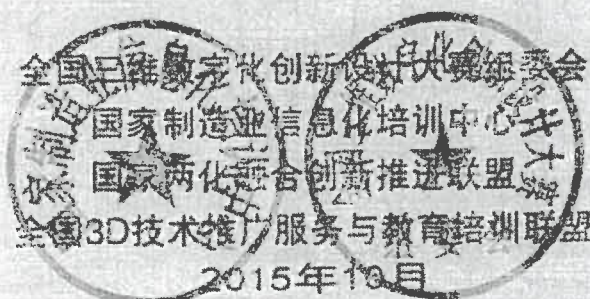 全国三维数字化创新设计大赛组委会
国家制造业信息化培训中心
国家两化融合创新推进联盟
全国3D技术推广服务与教育培训联盟
2015年10月